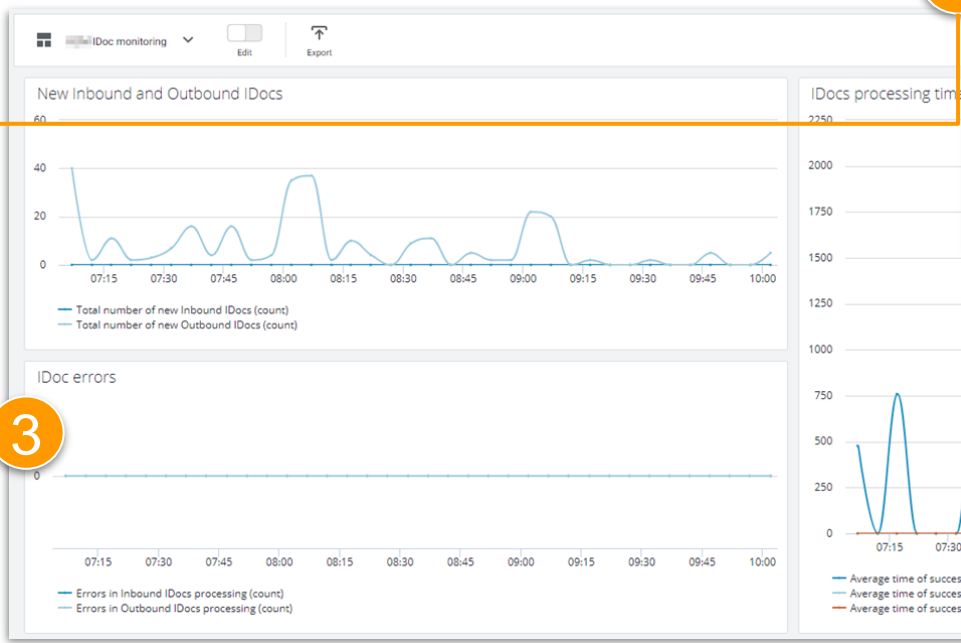 IDoc monitoring
Edit
Export
New Inbound and Outbound IDocs
60
40
20
0
07:15 07:30 07:45 08:00 08:15 08:30 08:45 09:00 09:15 09:30 09:45 10:00
Total number of new Inbound IDocs (count)
Total number of new Outbound IDocs (count)
IDoc errors
3
0
07:15 07:30 07:45 08:00 08:15 08:30 08:45 09:00 09:15 09:30 09:45 10:00
Errors in Inbound IDocs processing (count)
Errors in Outbound IDocs processing (count)
IDocs processing time
2250
2000
1750
1500
1250
1000
750
500
250
0
07:15 07:30
Average time of succes
Average time of succes
Average time of succes